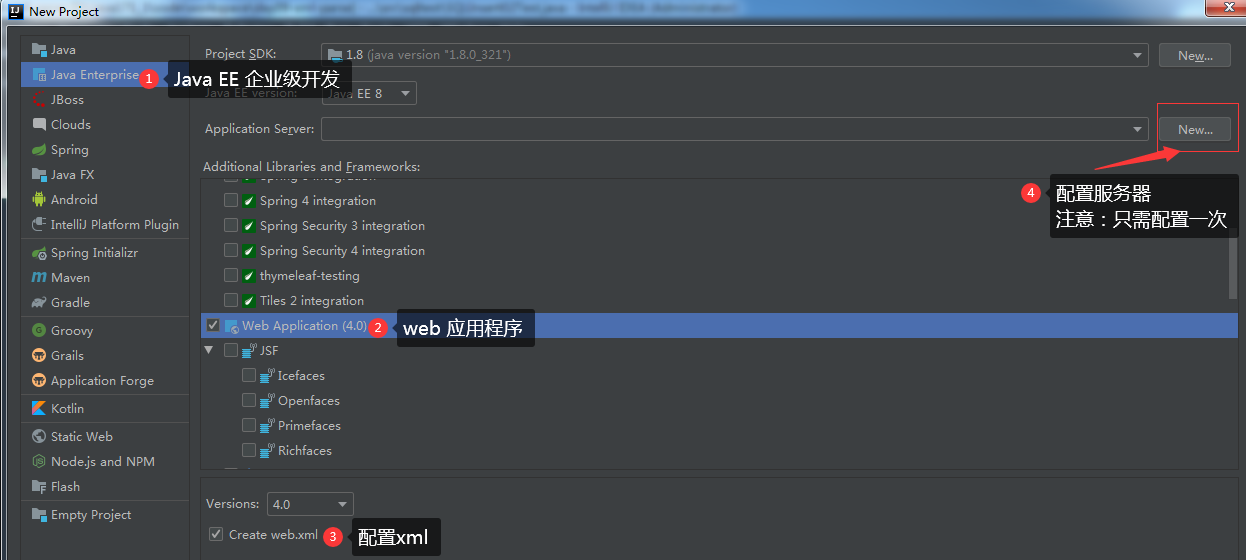 New Project
Java
Java Enterprise
JBoss
Clouds
Spring
Java FX
Android
IntelliJ Platform Plugin
Spring Initializr
Maven
Gradle
Groovy
Grails
Application Forge
Kotlin
Static Web
Node.js and NPM
Flash
Empty Project
1
Java EE 企业级开发
Project SDK:
1.8 (java version "1.8.0_321")
New...
Java EE version:
Java EE 8
Application Server:
New...
4
配置服务器
注意：只需配置一次
Additional Libraries and Frameworks:
Spring 3 integration
Spring 4 integration
Spring Security 3 integration
Spring Security 4 integration
thymeleaf-testing
Tiles 2 integration
Web Application (4.0)
2
web 应用程序
JSF
Icefaces
Openfaces
Primefaces
Richfaces
Versions:
4.0
Create web.xml
3
配置xml